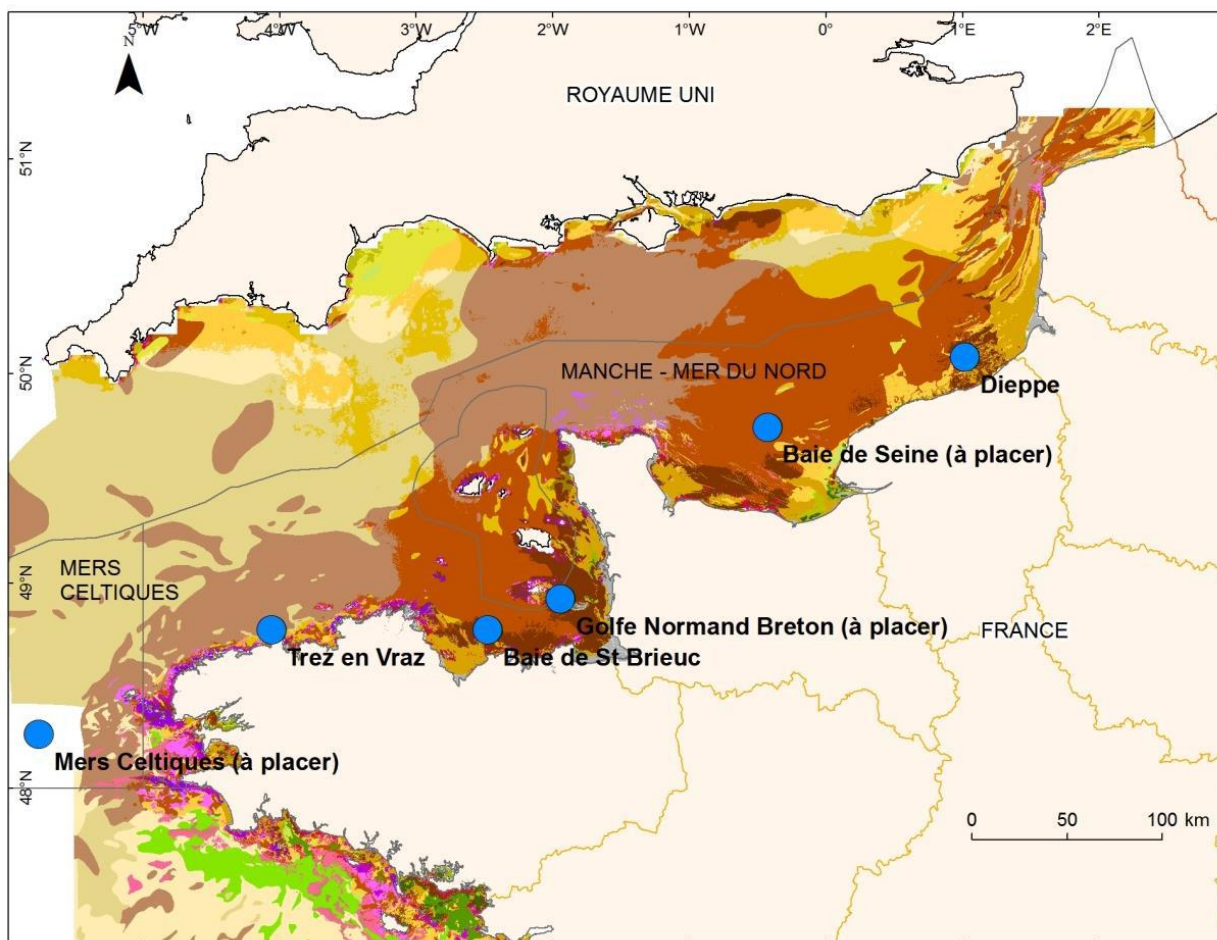 5°W
4°W
3°W
2°W
1°W
0°
1°E
2°E
N
ROYAUME UNI
51°N
50°N
MANCHE - MER DU NORD
Dieppe
Baie de Seine (à placer)
49°N
MERS
CELTIQUES
Golfe Normand Breton (à placer)
FRANCE
Trez en Vraz
Baie de St Brieuc
Mers Celtiques (à placer)
48°N
0 50 100 km